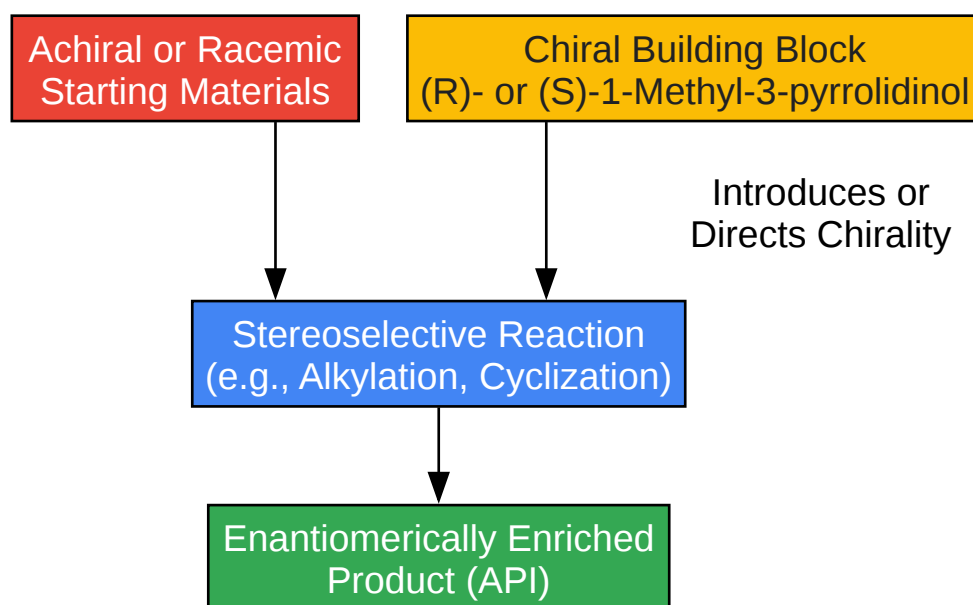 Achiral or Racemic
Starting Materials
Chiral Building Block
(R)- or (S)-1-Methyl-3-pyrrolidinol
Introduces or
Directs Chirality
Stereoselective Reaction
(e.g., Alkylation, Cyclization)
Enantiomerically Enriched
Product (API)